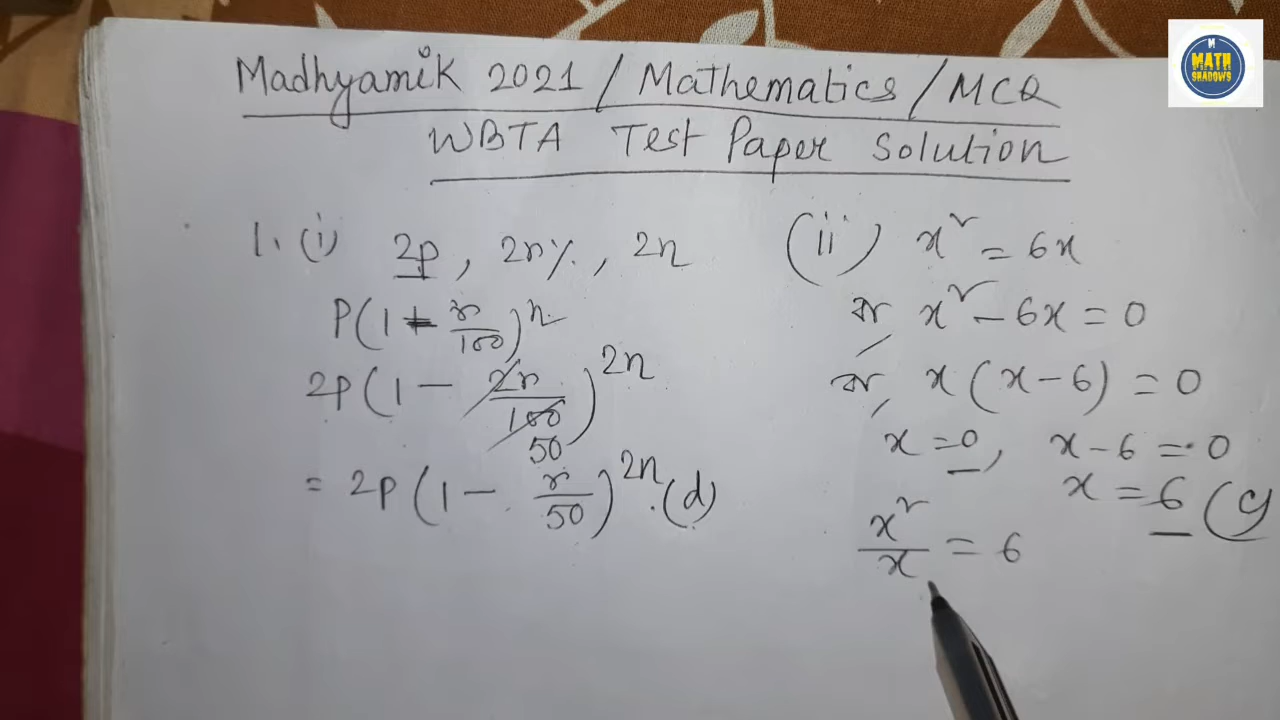 M
MATH
SHADOWS
Madhyamik 2021 / Mathematics / MCQ
WBTA Test Paper Solution
1. (i) 2p, 2r%, 2n
P(1 - r/100)^n
2p(1 - 2r/100)^2n
50
= 2p(1 - r/50)^2n. (d)
(ii) x² = 6x
বা, x² - 6x = 0
বা, x(x-6) = 0
x = 0, x-6 = 0
x = 6 (c)
x²/x = 6